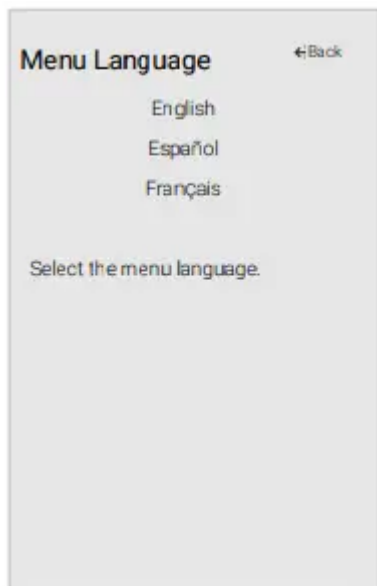 Menu Language
←Back
English
Español
Français
Select the menu language.